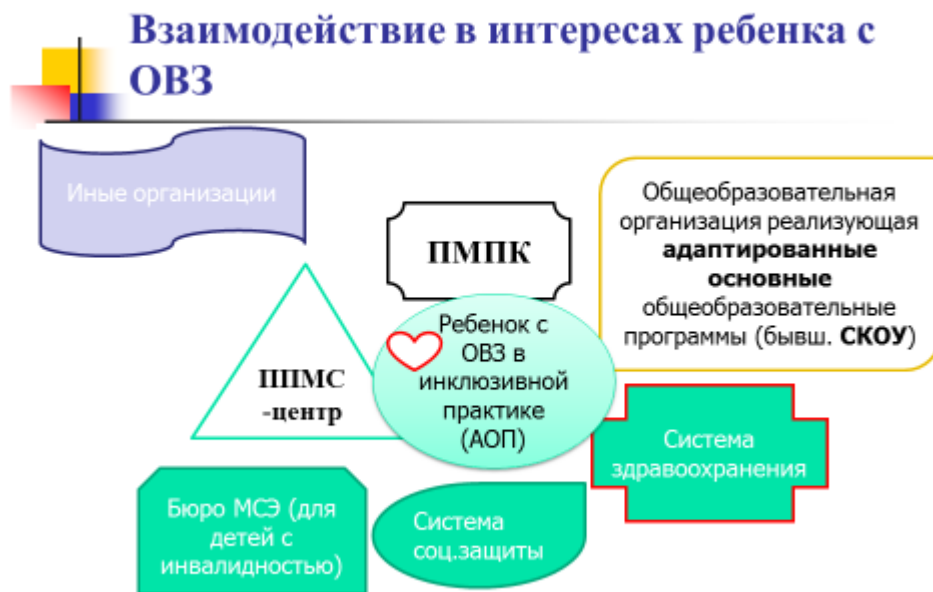 Взаимодействие в интересах ребенка с
ОВЗ
Иные организации
ПМПК
Общеобразовательная
организация реализующая
адаптированные
основные
общеобразовательные
программы (бывш. СКОУ)
ППМС
-центр
Ребенок с
ОВЗ в
инклюзивной
практике
(АОП)
Система
здравоохранения
Бюро МСЭ (для
детей с
инвалидностью)
Система
соц.защиты